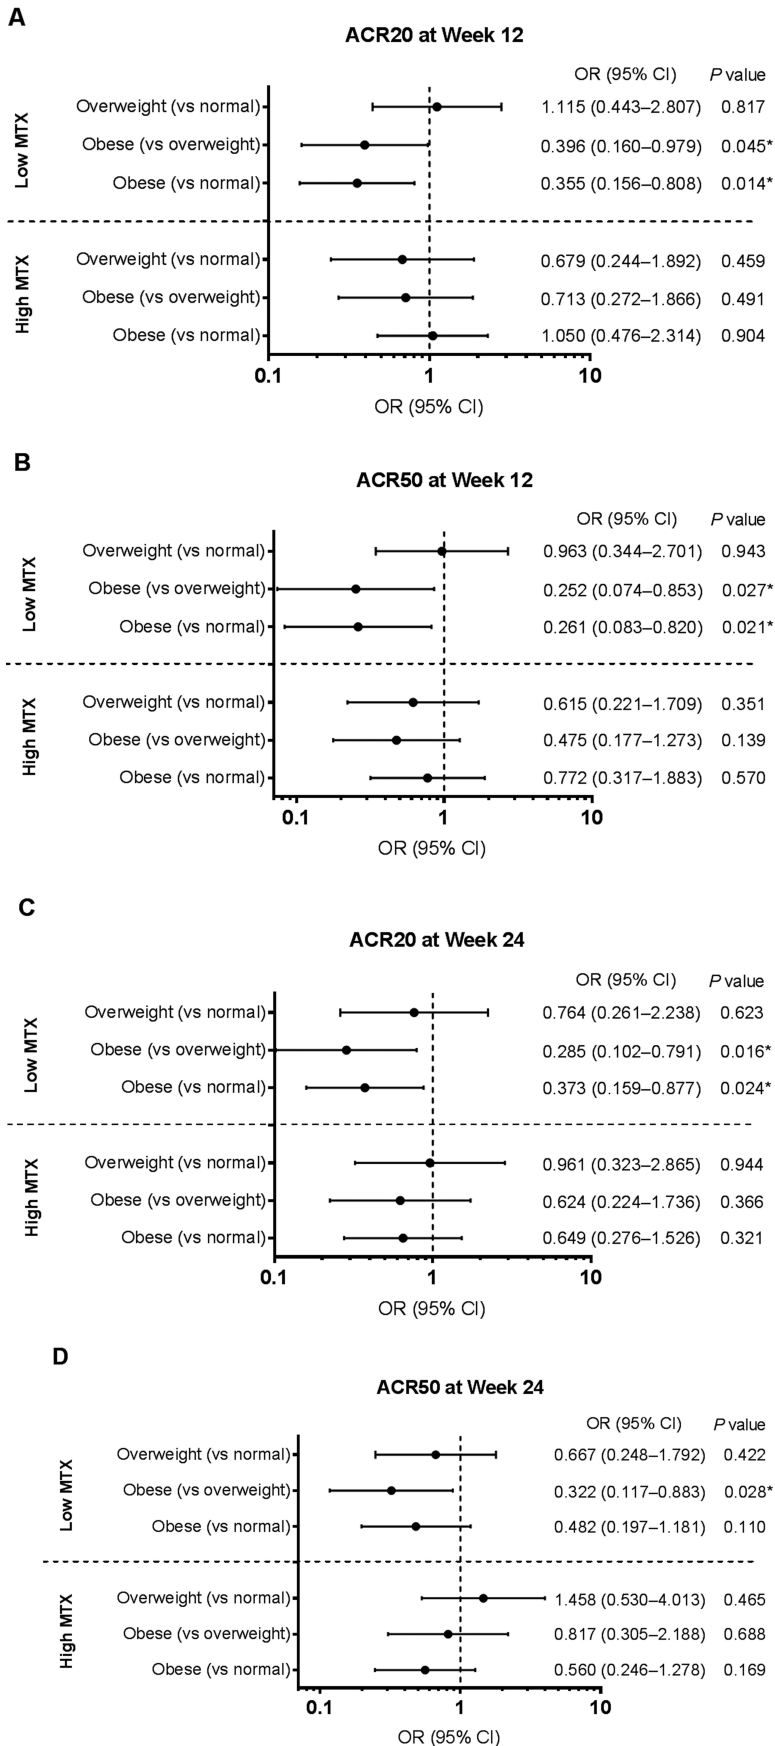 A
ACR20 at Week 12
OR (95% CI) P value
Low MTX
Overweight (vs normal) 1.115 (0.443–2.807) 0.817
Obese (vs overweight) 0.396 (0.160–0.979) 0.045*
Obese (vs normal) 0.355 (0.156–0.808) 0.014*
High MTX
Overweight (vs normal) 0.679 (0.244–1.892) 0.459
Obese (vs overweight) 0.713 (0.272–1.866) 0.491
Obese (vs normal) 1.050 (0.476–2.314) 0.904
0.1 1 10
OR (95% CI)
B
ACR50 at Week 12
OR (95% CI) P value
Low MTX
Overweight (vs normal) 0.963 (0.344–2.701) 0.943
Obese (vs overweight) 0.252 (0.074–0.853) 0.027*
Obese (vs normal) 0.261 (0.083–0.820) 0.021*
High MTX
Overweight (vs normal) 0.615 (0.221–1.709) 0.351
Obese (vs overweight) 0.475 (0.177–1.273) 0.139
Obese (vs normal) 0.772 (0.317–1.883) 0.570
0.1 1 10
OR (95% CI)
C
ACR20 at Week 24
OR (95% CI) P value
Low MTX
Overweight (vs normal) 0.764 (0.261–2.238) 0.623
Obese (vs overweight) 0.285 (0.102–0.791) 0.016*
Obese (vs normal) 0.373 (0.159–0.877) 0.024*
High MTX
Overweight (vs normal) 0.961 (0.323–2.865) 0.944
Obese (vs overweight) 0.624 (0.224–1.736) 0.366
Obese (vs normal) 0.649 (0.276–1.526) 0.321
0.1 1 10
OR (95% CI)
D
ACR50 at Week 24
OR (95% CI) P value
Low MTX
Overweight (vs normal) 0.667 (0.248–1.792) 0.422
Obese (vs overweight) 0.322 (0.117–0.883) 0.028*
Obese (vs normal) 0.482 (0.197–1.181) 0.110
High MTX
Overweight (vs normal) 1.458 (0.530–4.013) 0.465
Obese (vs overweight) 0.817 (0.305–2.188) 0.688
Obese (vs normal) 0.560 (0.246–1.278) 0.169
0.1 1 10
OR (95% CI)